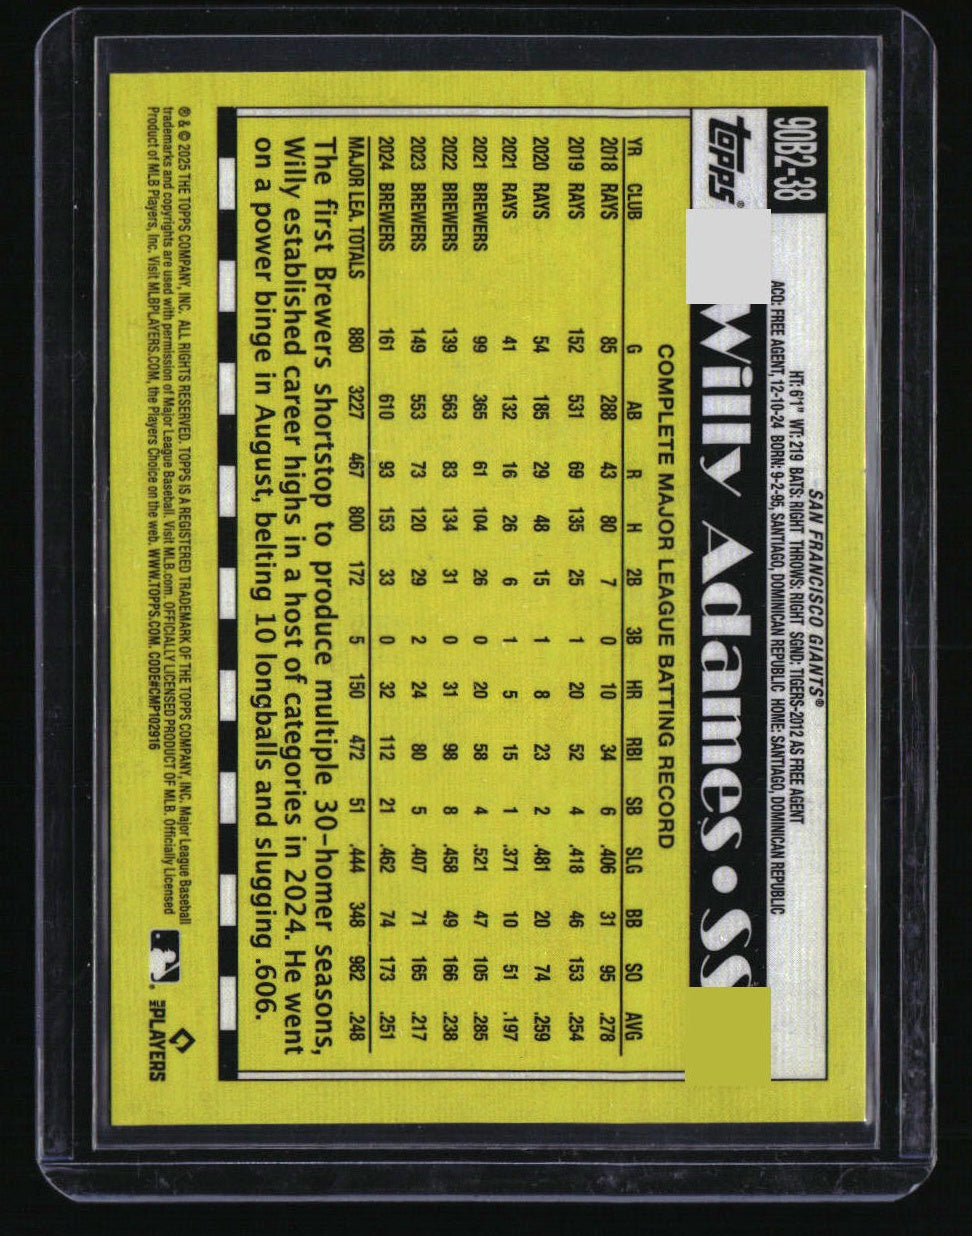 90B2-38
SAN FRANCISCO GIANTS®
HT: 6'1" WT: 219 BATS: RIGHT THROWS: RIGHT SGND: TIGERS-2012 AS FREE AGENT
ACQ: FREE AGENT, 12-10-24 BORN: 9-2-95, SANTIAGO, DOMINICAN REPUBLIC HOME: SANTIAGO, DOMINICAN REPUBLIC
topps® Willy Adames • SS
COMPLETE MAJOR LEAGUE BATTING RECORD
YR CLUB G AB R H 2B 3B HR RBI SB SLG BB SO AVG
2018 RAYS 85 288 43 80 7 0 10 34 6 .406 31 95 .278
2019 RAYS 152 531 69 135 25 1 20 52 4 .418 46 153 .254
2020 RAYS 54 185 29 48 15 1 8 23 2 .481 20 74 .259
2021 RAYS 41 132 16 26 6 1 5 15 1 .371 10 51 .197
2021 BREWERS 99 365 61 104 26 0 20 58 4 .521 47 105 .285
2022 BREWERS 139 563 83 134 31 0 31 98 8 .458 49 166 .238
2023 BREWERS 149 553 73 120 29 2 24 80 5 .407 71 165 .217
2024 BREWERS 161 610 93 153 33 0 32 112 21 .462 74 173 .251
MAJOR LEA. TOTALS 880 3227 467 800 172 5 150 472 51 .444 348 982 .248
The first Brewers shortstop to produce multiple 30-homer seasons,
Willy established career highs in a host of categories in 2024. He went
on a power binge in August, belting 10 longballs and slugging .606.
® & © 2025 THE TOPPS COMPANY, INC. ALL RIGHTS RESERVED. TOPPS IS A REGISTERED TRADEMARK OF THE TOPPS COMPANY, INC. Major League Baseball
trademarks and copyrights are used with permission of Major League Baseball. Visit MLB.com. OFFICIALLY LICENSED PRODUCT OF MLB. Officially Licensed
Product of MLB Players, Inc. Visit MLBPLAYERS.COM, the Players Choice on the web. WWW.TOPPS.COM. CODE#CMP102916
MLB PLAYERS